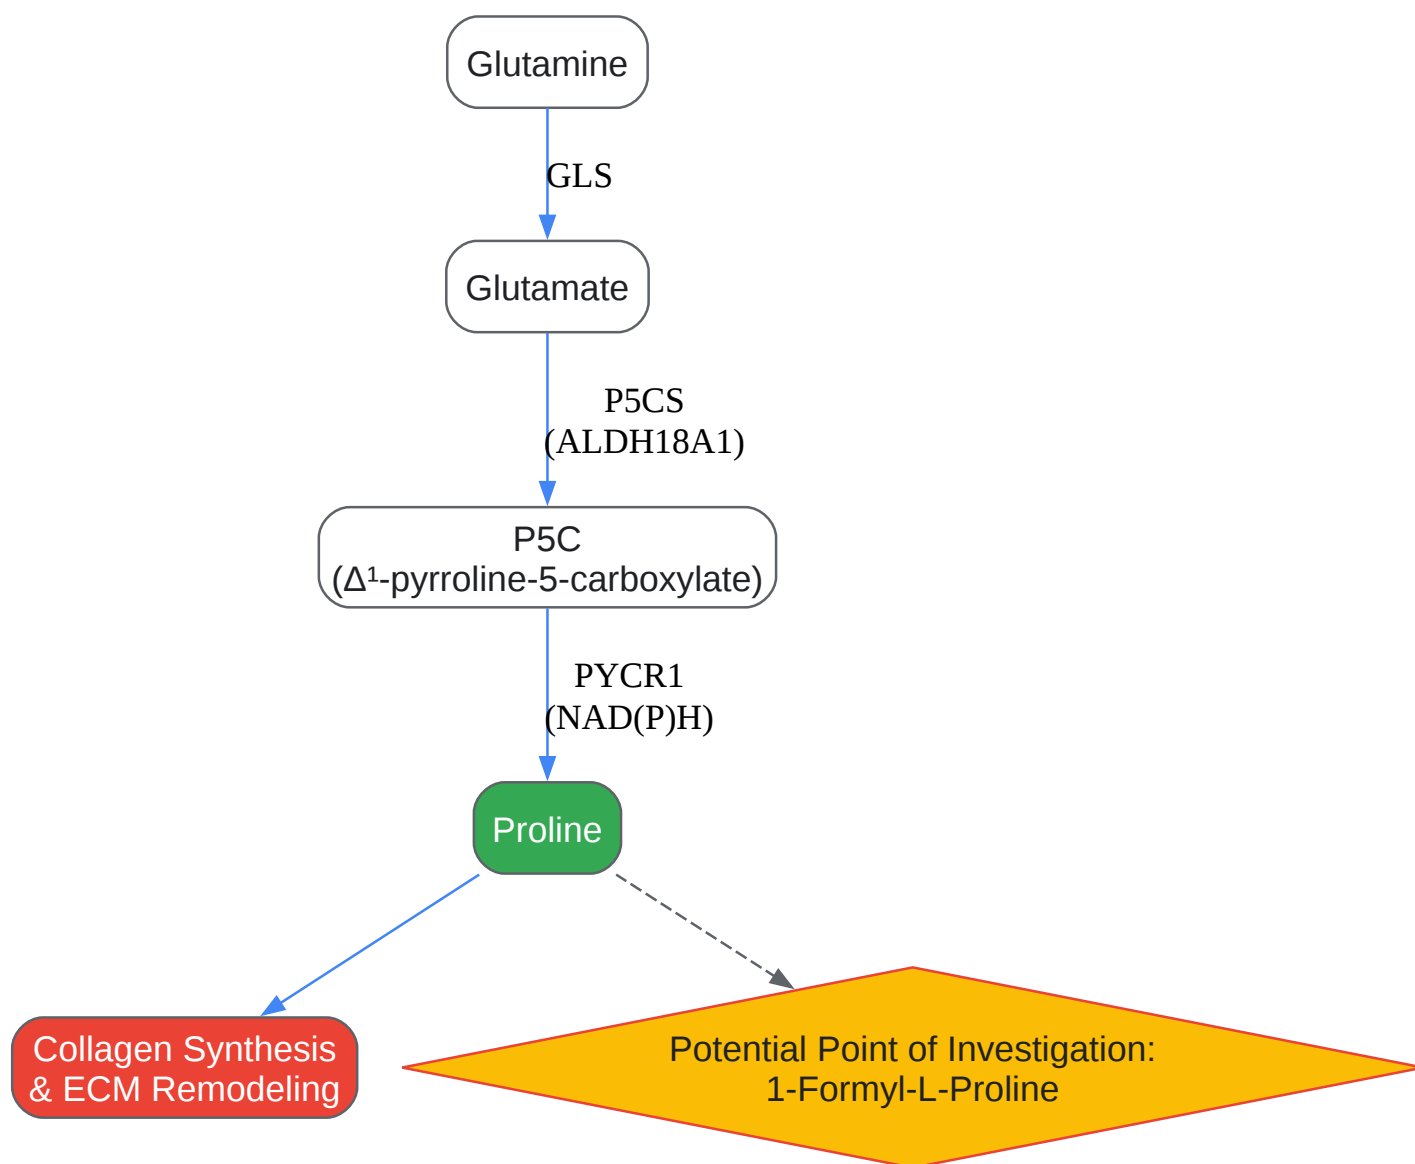 Glutamine
GLS
Glutamate
P5CS
(ALDH18A1)
P5C
(Δ¹-pyrroline-5-carboxylate)
PYCR1
(NAD(P)H)
Proline
Collagen Synthesis
& ECM Remodeling
Potential Point of Investigation:
1-Formyl-L-Proline